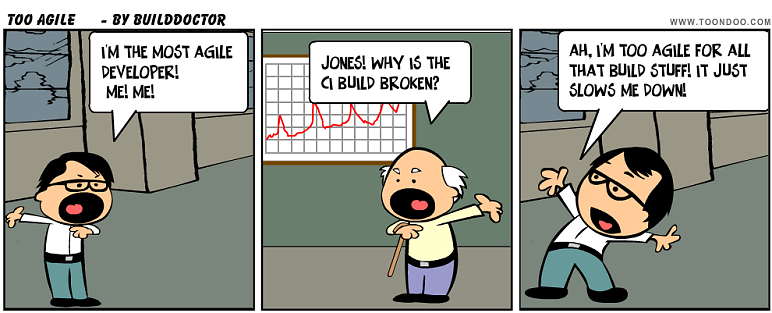 TOO AGILE - BY BUILDDOCTOR
WWW.TOONDOO.COM
I'M THE MOST AGILE
DEVELOPER!
ME! ME!
JONES! WHY IS THE
CI BUILD BROKEN?
AH, I'M TOO AGILE FOR ALL
THAT BUILD STUFF! IT JUST
SLOWS ME DOWN!